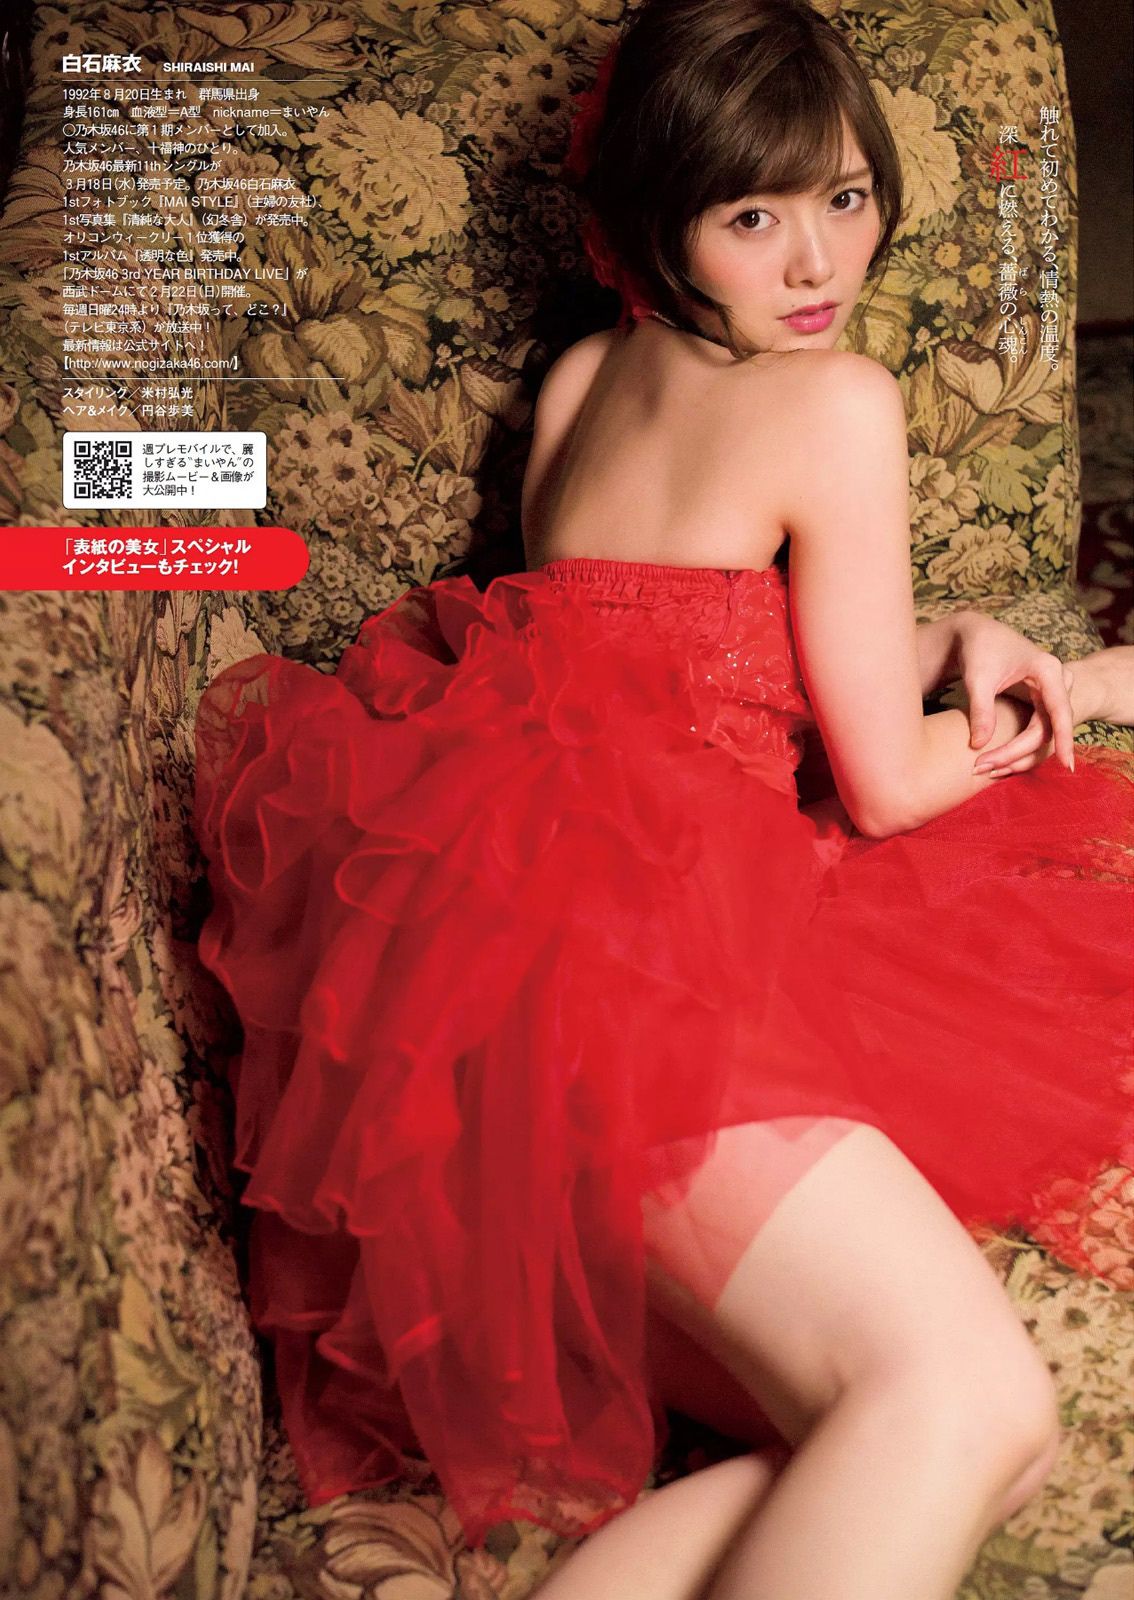 白石麻衣　SHIRAISHI MAI
1992年8月20日生まれ　群馬県出身
身長161㎝　血液型＝A型　nickname＝まいやん
◯乃木坂46に第1期メンバーとして加入。
人気メンバー、十福神のひとり。
乃木坂46最新11thシングルが
3月18日(水)発売予定。乃木坂46白石麻衣
1stフォトブック『MAI STYLE』(主婦の友社)、
1st写真集『清純な大人』(幻冬舎)が発売中。
オリコンウィークリー1位獲得の
1stアルバム『透明な色』発売中。
『乃木坂46 3rd YEAR BIRTHDAY LIVE』が
西武ドームにて2月22日(日)開催。
毎週日曜24時より『乃木坂って、どこ？』
(テレビ東京系)が放送中！
最新情報は公式サイトへ！
【http://www.nogizaka46.com/】
スタイリング／米村弘光
ヘア&メイク／円谷歩美
週プレモバイルで、麗
しすぎる“まいやん”の
撮影ムービー＆画像が
大公開中！
「表紙の美女」スペシャル
インタビューもチェック！
触れて初めてわかる、情熱の温度。
深紅に燃える、薔薇の心魂。
ばら
しんこん